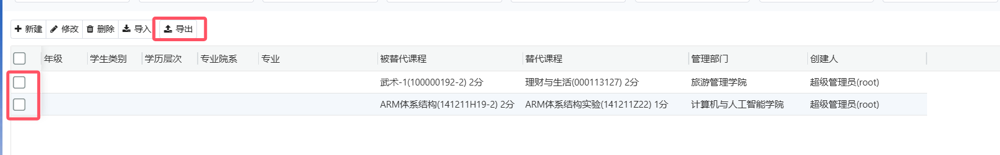 新建 修改 删除 导入 导出
年级 学生类别 学历层次 专业院系 专业 被替代课程 替代课程 管理部门 创建人
武术-1(100000192-2) 2分 理财与生活(000113127) 2分 旅游管理学院 超级管理员(root)
ARM体系结构(141211H19-2) 2分 ARM体系结构实验(141211Z22) 1分 计算机与人工智能学院 超级管理员(root)